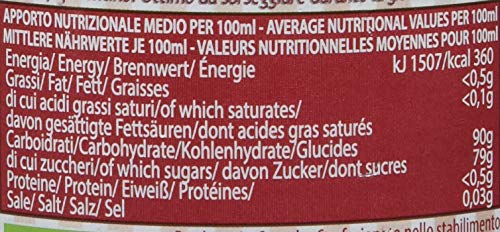 APPORTO NUTRIZIONALE MEDIO PER 100ml - AVERAGE NUTRITIONAL VALUES PER 100ml
MITTLERE NÄHRWERTE JE 100ml - VALEURS NUTRITIONNELLES MOYENNES POUR 100ml
Energia/ Energy/ Brennwert/ Énergie kJ 1507/kcal 360
Grassi/ Fat/ Fett/ Graisses <0,5g
di cui acidi grassi saturi/of which saturates/ <0,1g
davon gesättigte Fettsäuren/dont acides gras saturés
Carboidrati/Carbohydrate/Kohlenhydrate/Glucides 90g
di cui zuccheri/of which sugars/ davon Zucker/dont sucres 79g
Proteine/ Protein/ Eiweiß/ Protéines/ <0,5g
Sale/ Salt/ Salz/ Sel 0,03g
nello stabilimento